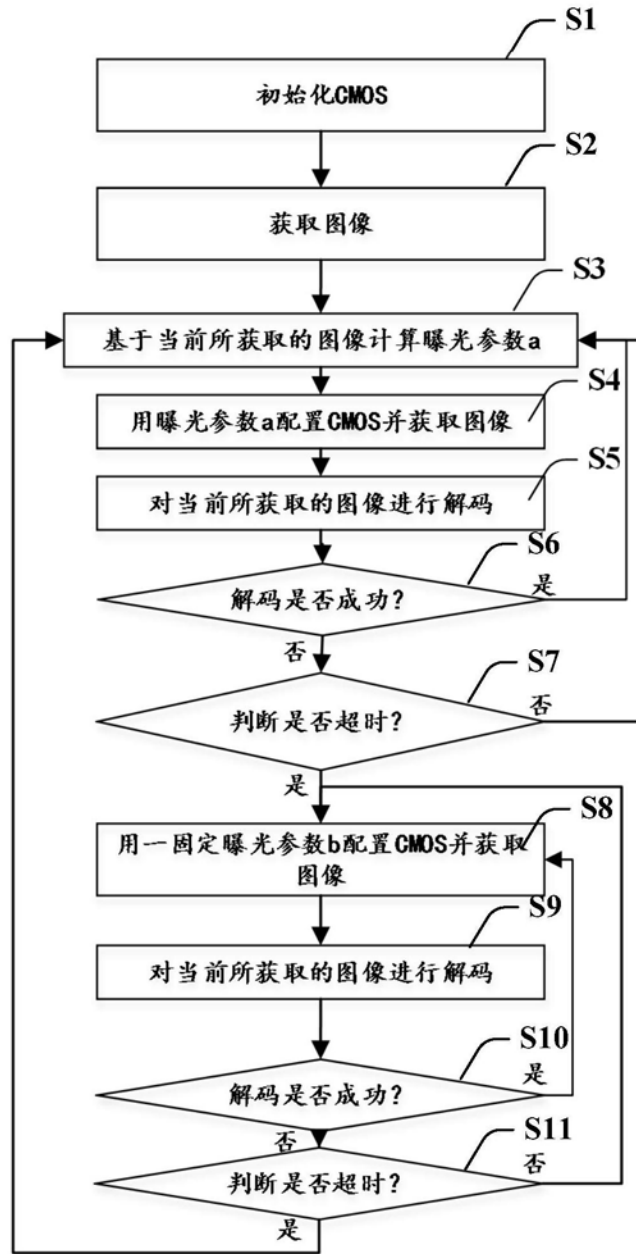 S1
初始化CMOS
S2
获取图像
S3
基于当前所获取的图像计算曝光参数a
S4
用曝光参数a配置CMOS并获取图像
S5
对当前所获取的图像进行解码
S6
解码是否成功？
是
否
S7
判断是否超时？
否
是
S8
用一固定曝光参数b配置CMOS并获取
图像
S9
对当前所获取的图像进行解码
S10
解码是否成功？
是
否
S11
判断是否超时？
否
是